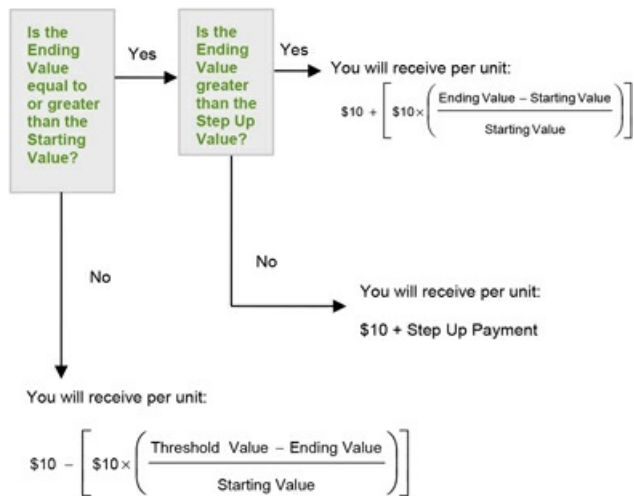 Is the
Ending
Value
equal to
or greater
than the
Starting
Value?
Yes
Is the
Ending
Value
greater
than the
Step Up
Value?
Yes
You will receive per unit:
$10 + [ $10 × ( Ending Value – Starting Value / Starting Value ) ]
No
You will receive per unit:
$10 + Step Up Payment
No
You will receive per unit:
$10 – [ $10 × ( Threshold Value – Ending Value / Starting Value ) ]